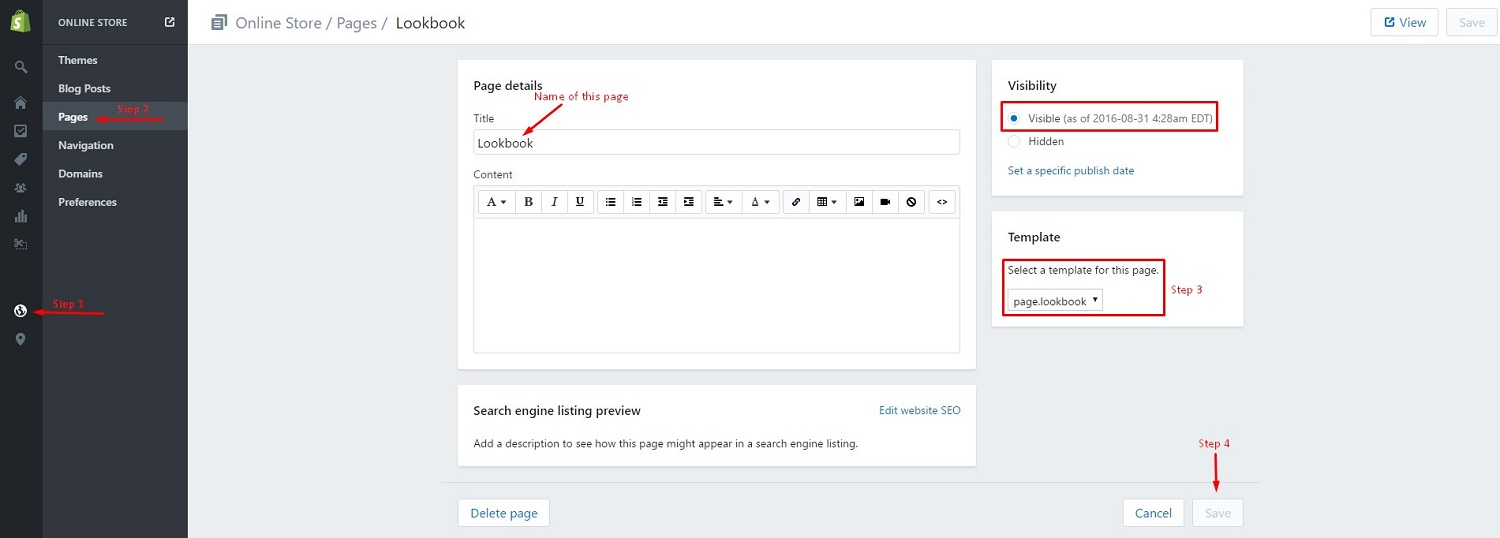 ONLINE STORE
Themes
Blog Posts
Pages
Step 2
Navigation
Domains
Preferences
Step 1
Online Store / Pages / Lookbook
View
Save
Page details
Name of this page
Title
Lookbook
Content
A
B
I
U
A
<>
Visibility
Visible (as of 2016-08-31 4:28am EDT)
Hidden
Set a specific publish date
Template
Select a template for this page.
page.lookbook
Step 3
Search engine listing preview
Edit website SEO
Add a description to see how this page might appear in a search engine listing.
Step 4
Delete page
Cancel
Save